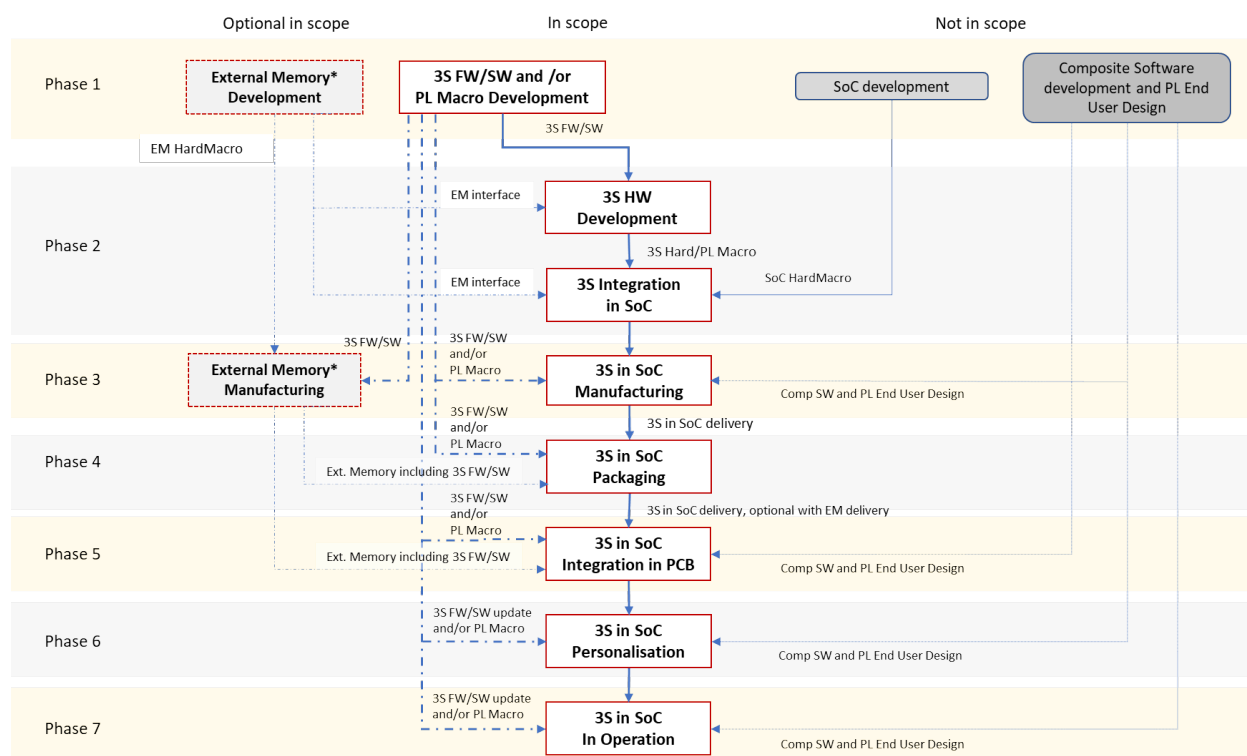 Optional in scope
In scope
Not in scope
Phase 1
External Memory*
Development
3S FW/SW and /or
PL Macro Development
SoC development
Composite Software
development and PL End
User Design
3S FW/SW
EM HardMacro
Phase 2
EM interface
3S HW
Development
3S Hard/PL Macro
EM interface
3S Integration
in SoC
SoC HardMacro
Phase 3
External Memory*
Manufacturing
3S FW/SW
3S FW/SW
and/or
PL Macro
3S in SoC
Manufacturing
Comp SW and PL End User Design
3S in SoC delivery
Phase 4
3S FW/SW
and/or
PL Macro
Ext. Memory including 3S FW/SW
3S in SoC
Packaging
3S in SoC delivery, optional with EM delivery
Phase 5
3S FW/SW
and/or
PL Macro
Ext. Memory including 3S FW/SW
3S in SoC
Integration in PCB
Comp SW and PL End User Design
Phase 6
3S FW/SW update
and/or PL Macro
3S in SoC
Personalisation
Comp SW and PL End User Design
Phase 7
3S FW/SW update
and/or PL Macro
3S in SoC
In Operation
Comp SW and PL End User Design